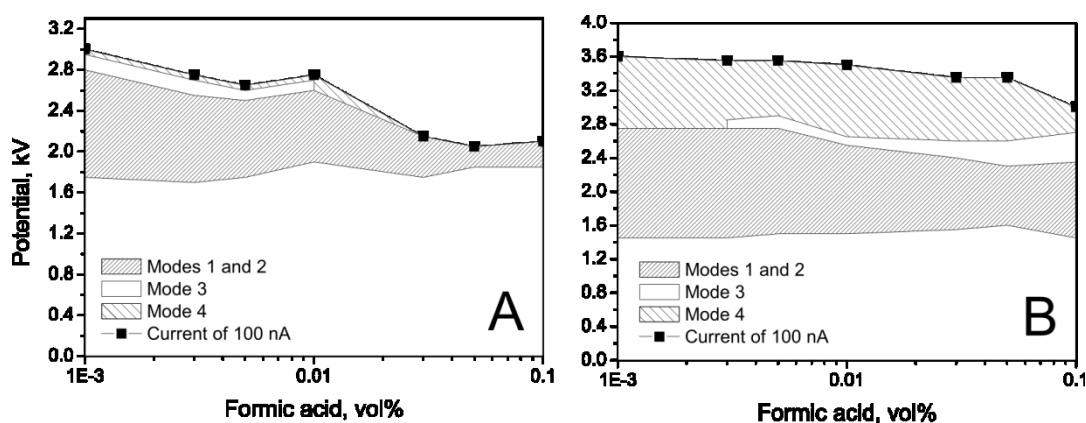 Potential, kV
3.2
2.8
2.4
2.0
1.6
1.2
0.8
0.4
0.0
Modes 1 and 2
Mode 3
Mode 4
Current of 100 nA
A
1E-3
0.01
0.1
Formic acid, vol%
4.0
3.6
3.2
2.8
2.4
2.0
1.6
1.2
0.8
0.4
0.0
Modes 1 and 2
Mode 3
Mode 4
Current of 100 nA
B
1E-3
0.01
0.1
Formic acid, vol%